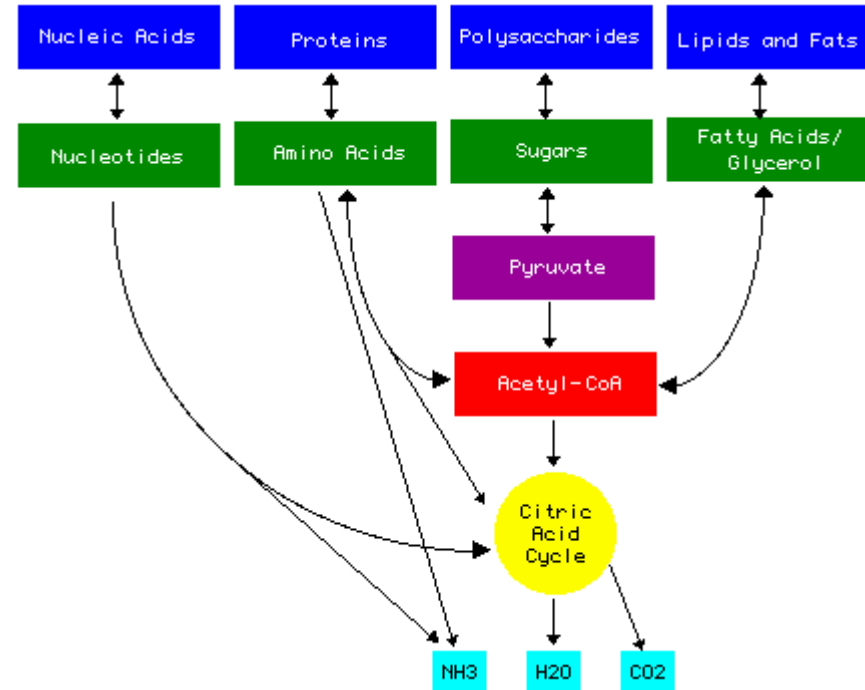 Nucleic Acids
Proteins
Polysaccharides
Lipids and Fats
Nucleotides
Amino Acids
Sugars
Fatty Acids/
Glycerol
Pyruvate
Acetyl-CoA
Citric
Acid
Cycle
NH3
H2O
CO2